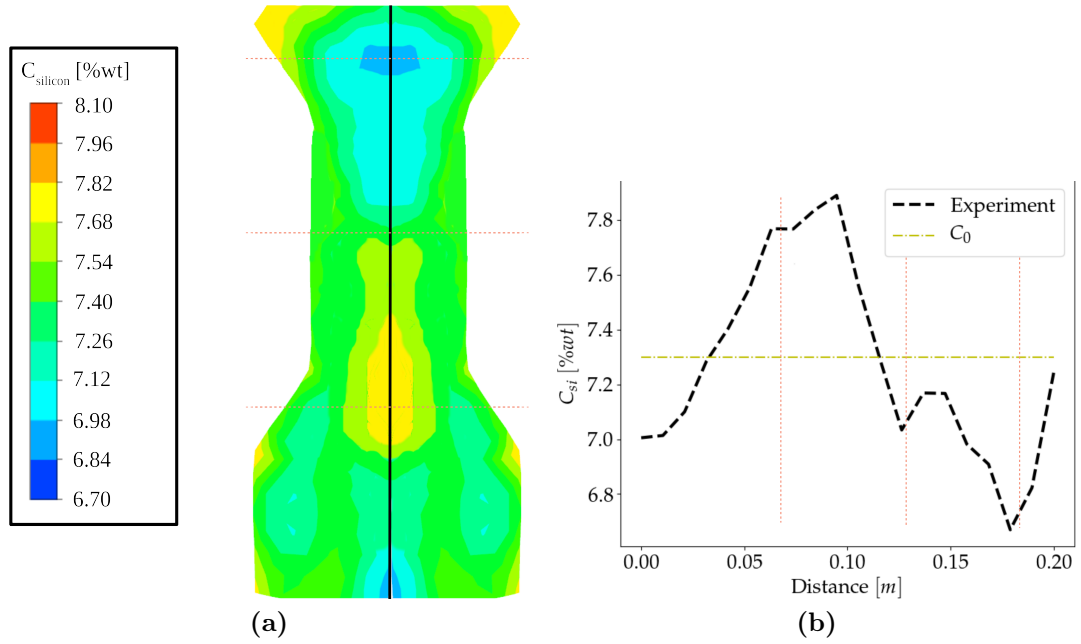 C_silicon [%wt]
8.10
7.96
7.82
7.68
7.54
7.40
7.26
7.12
6.98
6.84
6.70
(a)
Experiment
C_0
7.8
7.6
7.4
7.2
7.0
6.8
C_si [%wt]
0.00 0.05 0.10 0.15 0.20
Distance [m]
(b)